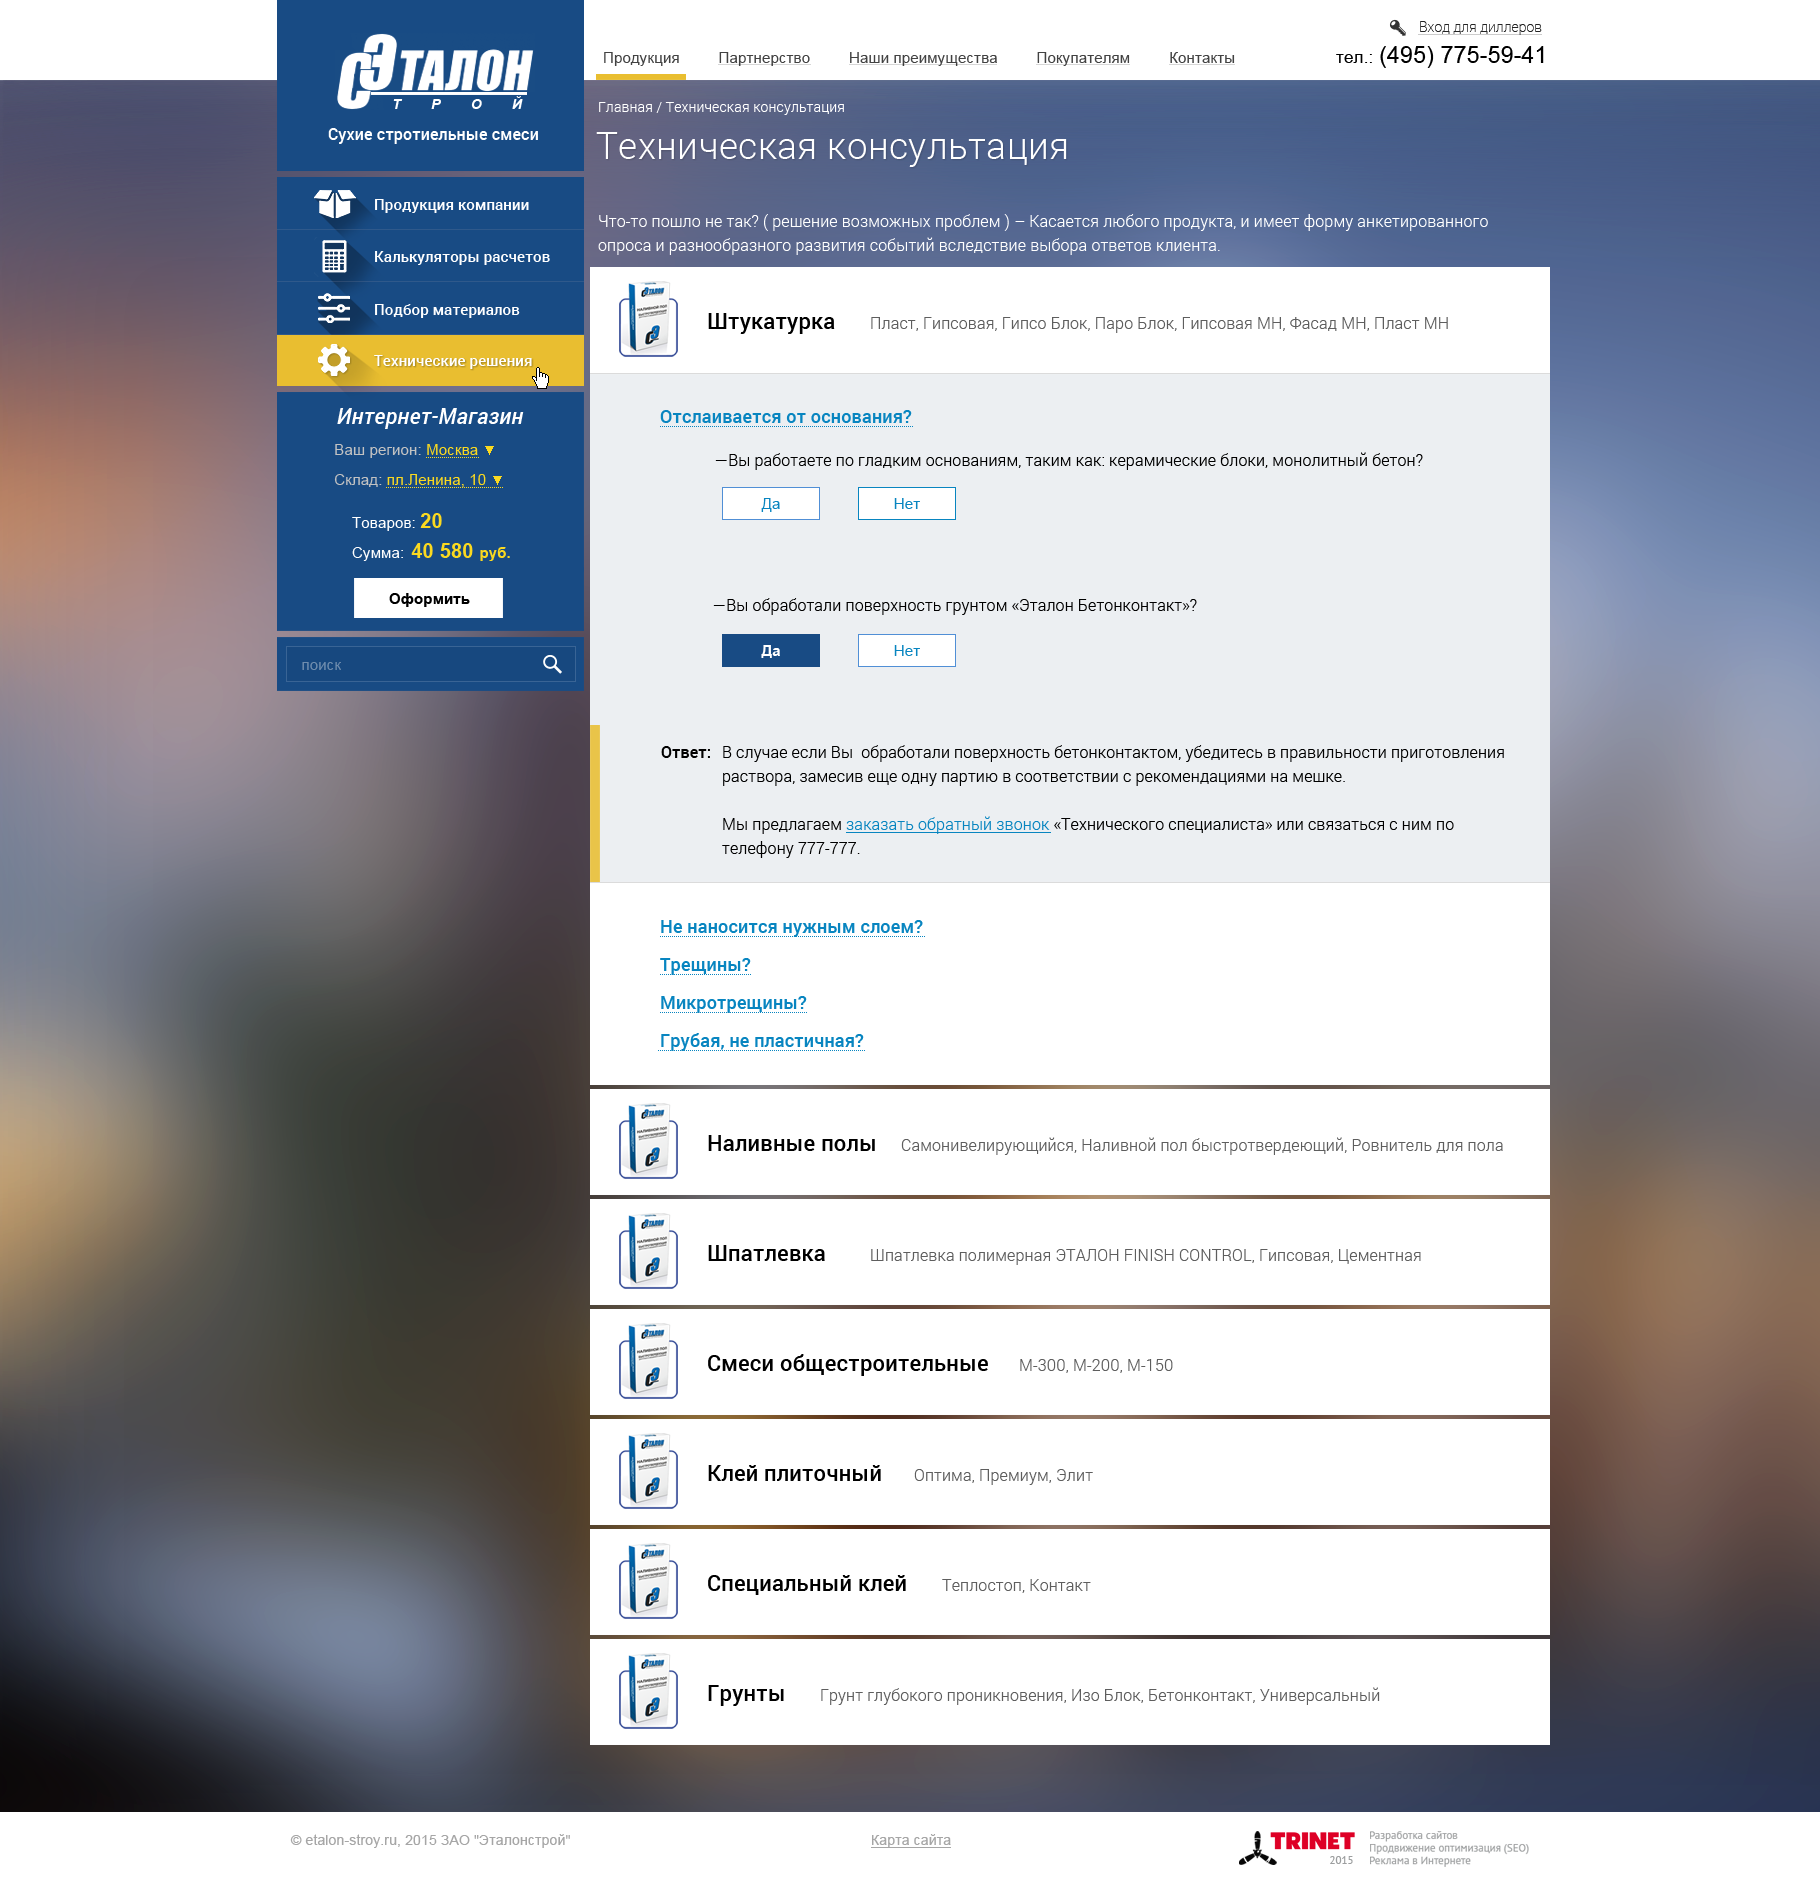 ЭТАЛОН
СТРОЙ
Сухие стротиельные смеси
Продукция
Партнерство
Наши преимущества
Покупателям
Контакты
Вход для диллеров
тел.: (495) 775-59-41
Продукция компании
Калькуляторы расчетов
Подбор материалов
Технические решения
Интернет-Магазин
Ваш регион: Москва ▼
Склад: пл.Ленина, 10 ▼
Товаров: 20
Сумма: 40 580 руб.
Оформить
поиск
Главная / Техническая консультация
Техническая консультация
Что-то пошло не так? ( решение возможных проблем ) – Касается любого продукта, и имеет форму анкетированного
опроса и разнообразного развития событий вследствие выбора ответов клиента.
Штукатурка
Пласт, Гипсовая, Гипсо Блок, Паро Блок, Гипсовая МН, Фасад МН, Пласт МН
Отслаивается от основания?
—Вы работаете по гладким основаниям, таким как: керамические блоки, монолитный бетон?
Да
Нет
—Вы обработали поверхность грунтом «Эталон Бетонконтакт»?
Да
Нет
Ответ: В случае если Вы  обработали поверхность бетонконтактом, убедитесь в правильности приготовления
раствора, замесив еще одну партию в соответствии с рекомендациями на мешке.
Мы предлагаем заказать обратный звонок «Технического специалиста» или связаться с ним по
телефону 777-777.
Не наносится нужным слоем?
Трещины?
Микротрещины?
Грубая, не пластичная?
Наливные полы
Самонивелирующийся, Наливной пол быстротвердеющий, Ровнитель для пола
Шпатлевка
Шпатлевка полимерная ЭТАЛОН FINISH CONTROL, Гипсовая, Цементная
Смеси общестроительные
М-300, М-200, М-150
Клей плиточный
Оптима, Премиум, Элит
Специальный клей
Теплостоп, Контакт
Грунты
Грунт глубокого проникновения, Изо Блок, Бетонконтакт, Универсальный
© etalon-stroy.ru, 2015 ЗАО "Эталонстрой"
Карта сайта
TRINET
2015
Разработка сайтов
Продвижение оптимизация (SEO)
Реклама в Интернете